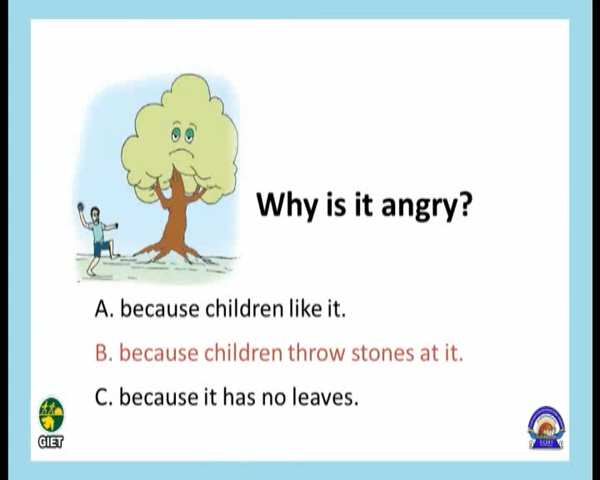 Why is it angry?
A. because children like it.
B. because children throw stones at it.
C. because it has no leaves.
CIET